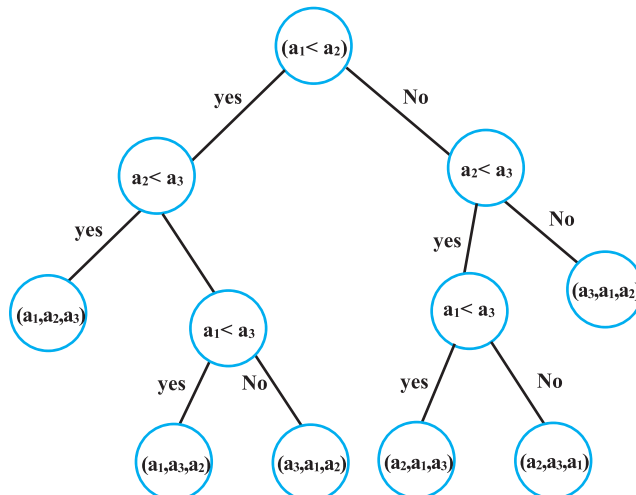 (a₁< a₂)
yes
No
a₂< a₃
a₂< a₃
yes
yes
No
(a₁,a₂,a₃)
a₁< a₃
a₁< a₃
(a₃,a₁,a₂)
yes
No
yes
No
(a₁,a₃,a₂)
(a₃,a₁,a₂)
(a₂,a₁,a₃)
(a₂,a₃,a₁)